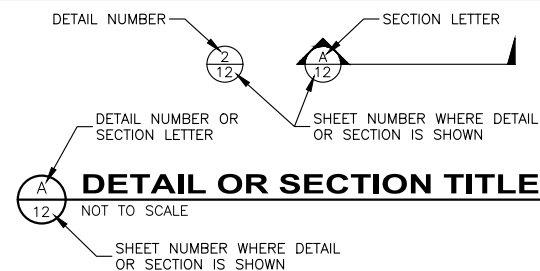 DETAIL NUMBER
SECTION LETTER
2
12
A
12
SHEET NUMBER WHERE DETAIL
OR SECTION IS SHOWN
DETAIL NUMBER OR
SECTION LETTER
A
12
DETAIL OR SECTION TITLE
NOT TO SCALE
SHEET NUMBER WHERE DETAIL
OR SECTION IS SHOWN